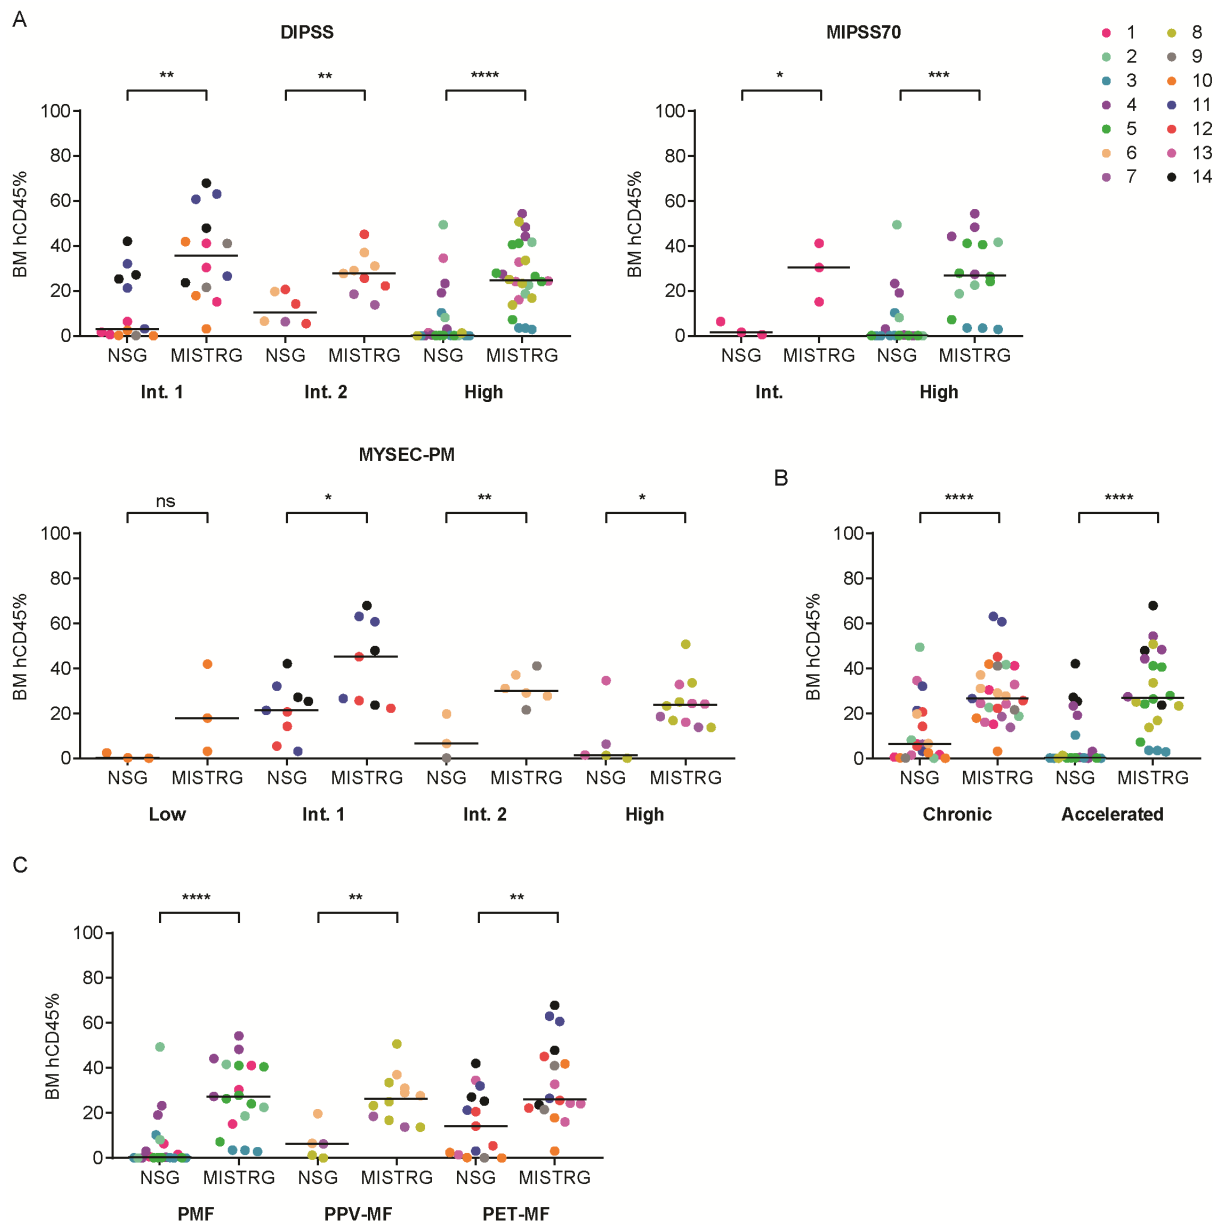 A
DIPSS
MIPSS70
1 8
2 9
3 10
4 11
5 12
6 13
7 14
** ** ****
* ***
BM hCD45%
100
80
60
40
20
0
NSG MISTRG NSG MISTRG NSG MISTRG
Int. 1 Int. 2 High
BM hCD45%
100
80
60
40
20
0
NSG MISTRG NSG MISTRG
Int. High
MYSEC-PM
ns * ** *
BM hCD45%
100
80
60
40
20
0
NSG MISTRG NSG MISTRG NSG MISTRG NSG MISTRG
Low Int. 1 Int. 2 High
B
**** ****
BM hCD45%
100
80
60
40
20
0
NSG MISTRG NSG MISTRG
Chronic Accelerated
C
**** ** **
BM hCD45%
100
80
60
40
20
0
NSG MISTRG NSG MISTRG NSG MISTRG
PMF PPV-MF PET-MF